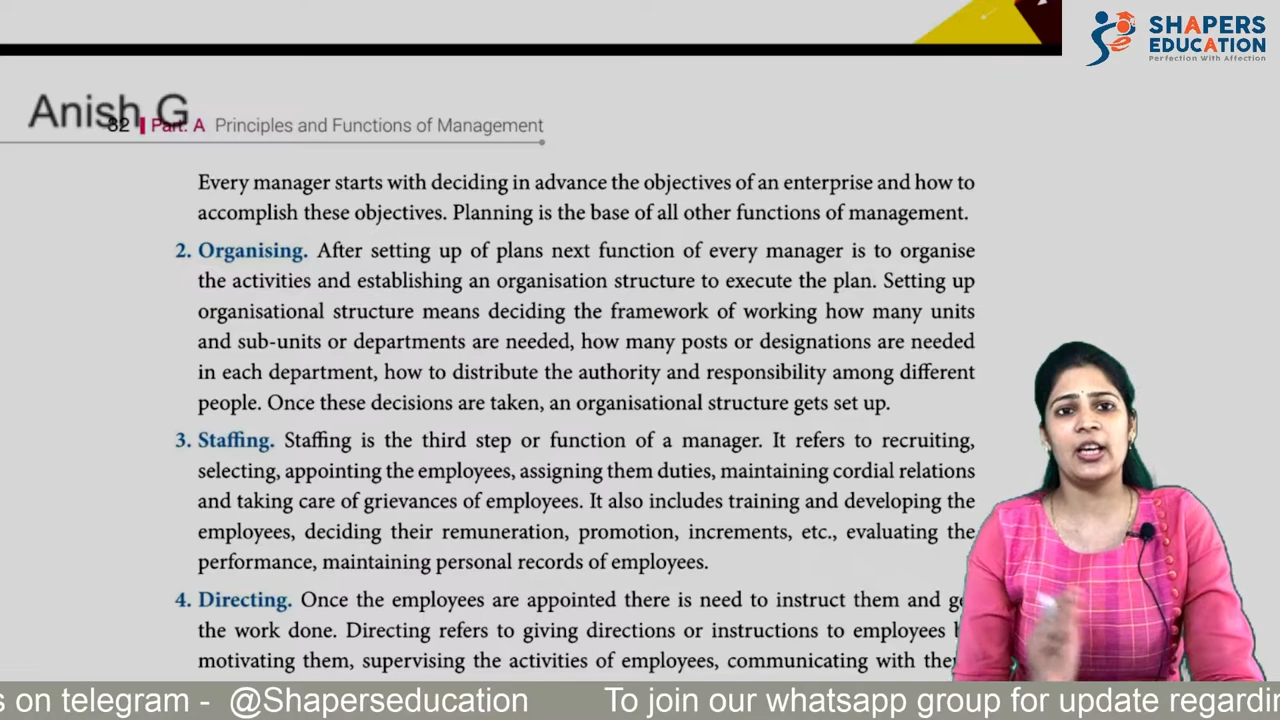 SHAPERS
EDUCATION
Perfection With Affection
Anish G
32 Part: A Principles and Functions of Management
Every manager starts with deciding in advance the objectives of an enterprise and how to
accomplish these objectives. Planning is the base of all other functions of management.
2. Organising. After setting up of plans next function of every manager is to organise
the activities and establishing an organisation structure to execute the plan. Setting up
organisational structure means deciding the framework of working how many units
and sub-units or departments are needed, how many posts or designations are needed
in each department, how to distribute the authority and responsibility among different
people. Once these decisions are taken, an organisational structure gets set up.
3. Staffing. Staffing is the third step or function of a manager. It refers to recruiting,
selecting, appointing the employees, assigning them duties, maintaining cordial relations
and taking care of grievances of employees. It also includes training and developing the
employees, deciding their remuneration, promotion, increments, etc., evaluating the
performance, maintaining personal records of employees.
4. Directing. Once the employees are appointed there is need to instruct them and
the work done. Directing refers to giving directions or instructions to employees
motivating them, supervising the activities of employees, communicating with
s on telegram - @Shaperseducation To join our whatsapp group for update regardin